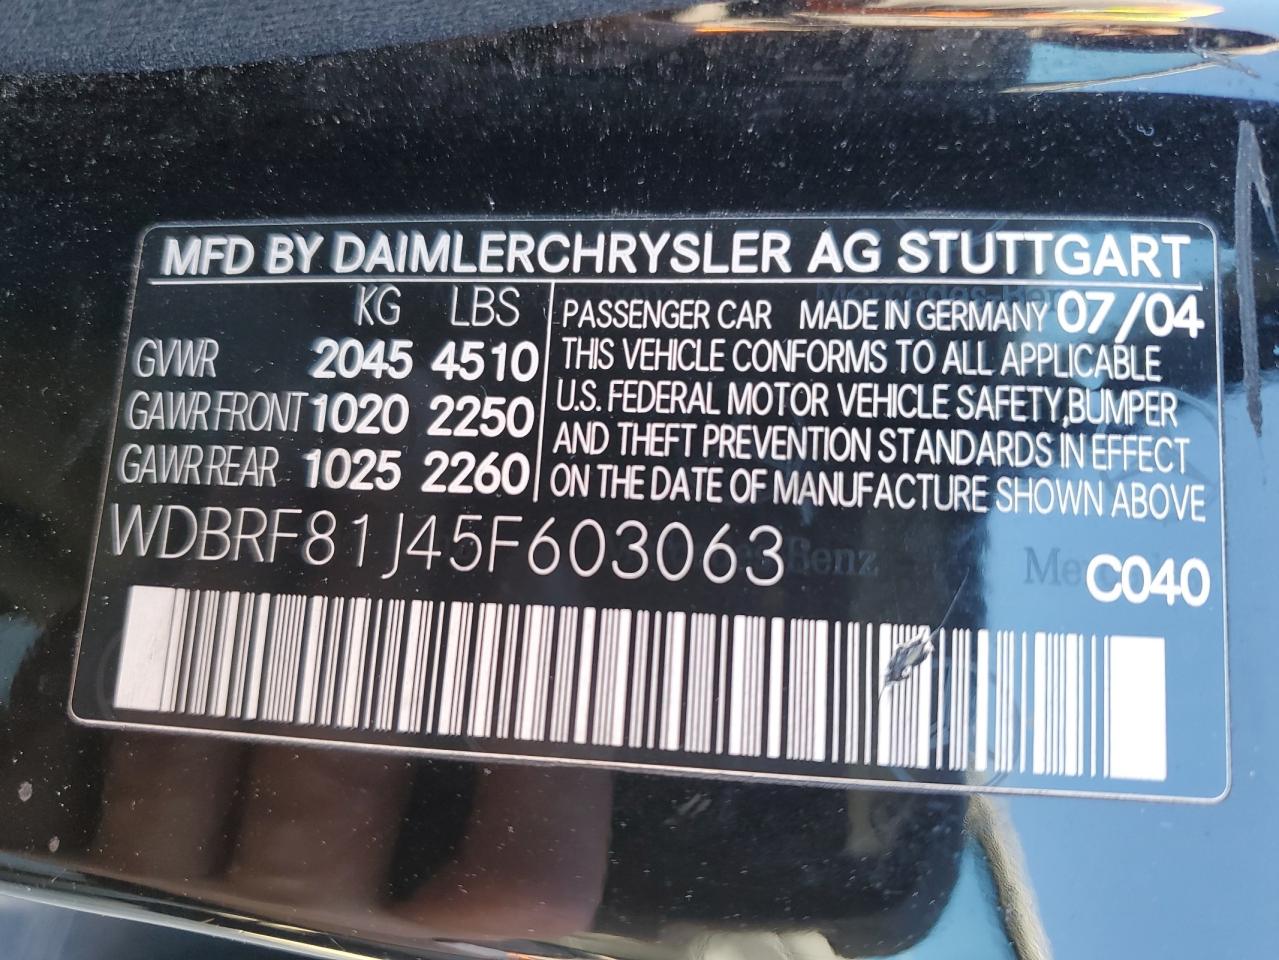 MFD BY DAIMLERCHRYSLER AG STUTTGART
KG LBS
GVWR 2045 4510
GAWR FRONT 1020 2250
GAWR REAR 1025 2260
PASSENGER CAR MADE IN GERMANY 07/04
THIS VEHICLE CONFORMS TO ALL APPLICABLE
U.S. FEDERAL MOTOR VEHICLE SAFETY,BUMPER
AND THEFT PREVENTION STANDARDS IN EFFECT
ON THE DATE OF MANUFACTURE SHOWN ABOVE
WDBRF81J45F603063
C040